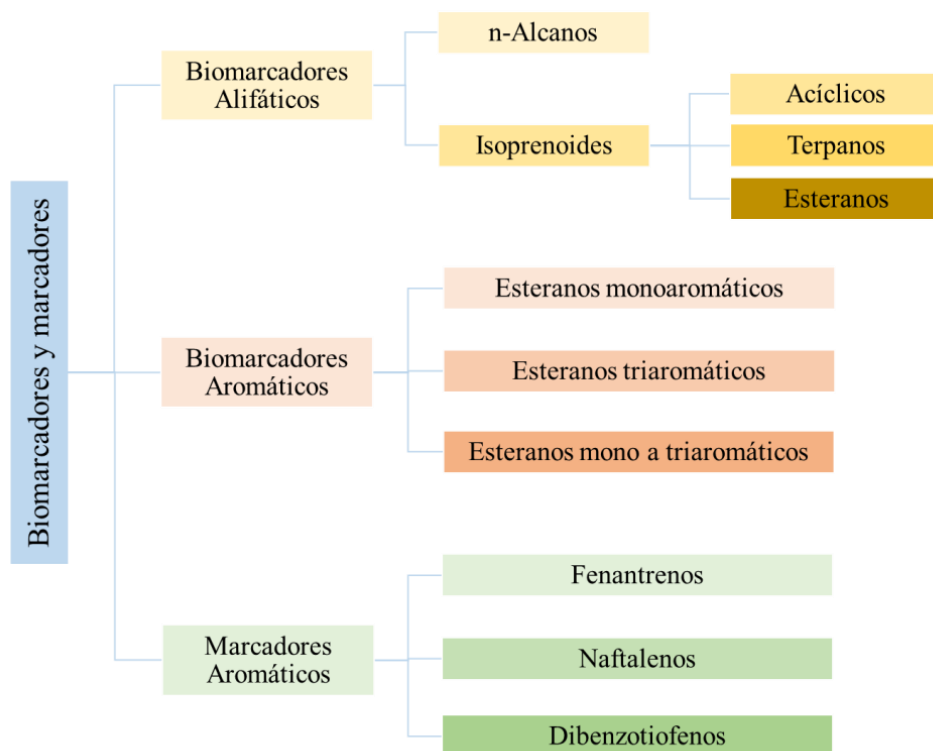 Biomarcadores y marcadores
Biomarcadores
Alifáticos
n-Alcanos
Isoprenoides
Acíclicos
Terpanos
Esteranos
Biomarcadores
Aromáticos
Esteranos monoaromáticos
Esteranos triaromáticos
Esteranos mono a triaromáticos
Marcadores
Aromáticos
Fenantrenos
Naftalenos
Dibenzotiofenos